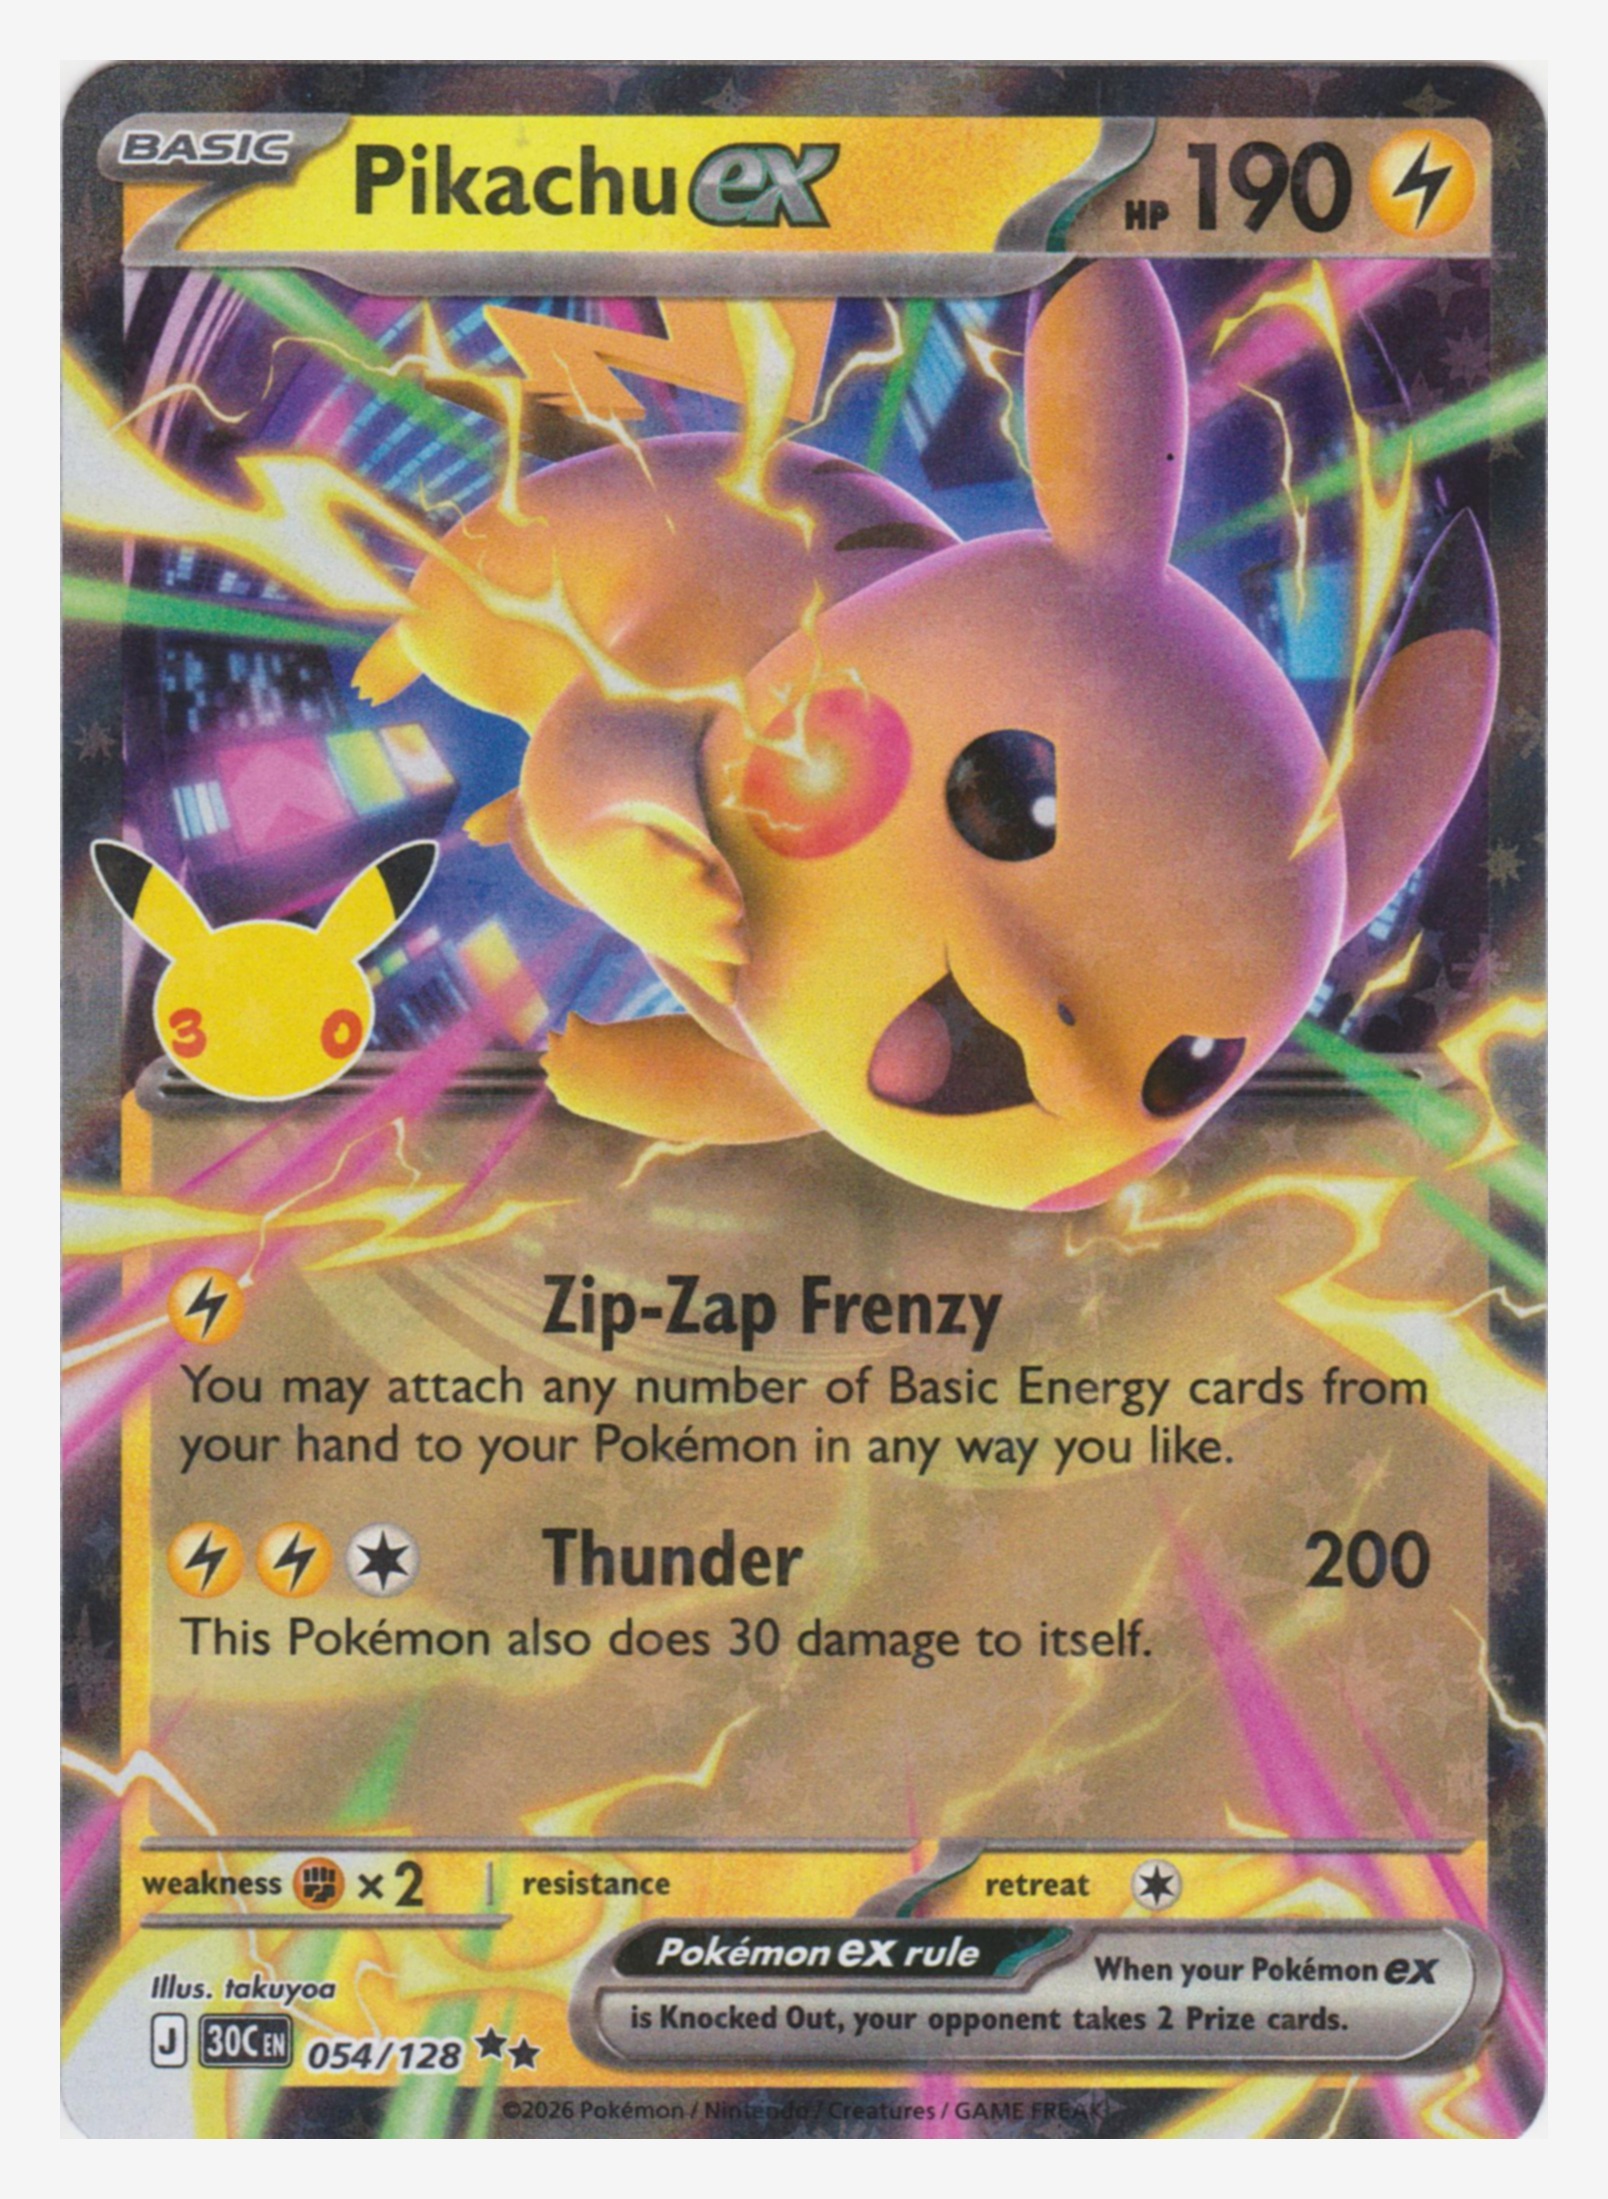 BASIC
Pikachu ex
HP 190
30
Zip-Zap Frenzy
You may attach any number of Basic Energy cards from
your hand to your Pokémon in any way you like.
Thunder 200
This Pokémon also does 30 damage to itself.
weakness ×2 resistance retreat
Pokémon ex rule When your Pokémon ex
is Knocked Out, your opponent takes 2 Prize cards.
Illus. takuyoa
J 30C EN 054/128 ★★
©2026 Pokémon / Nintendo / Creatures / GAME FREAK